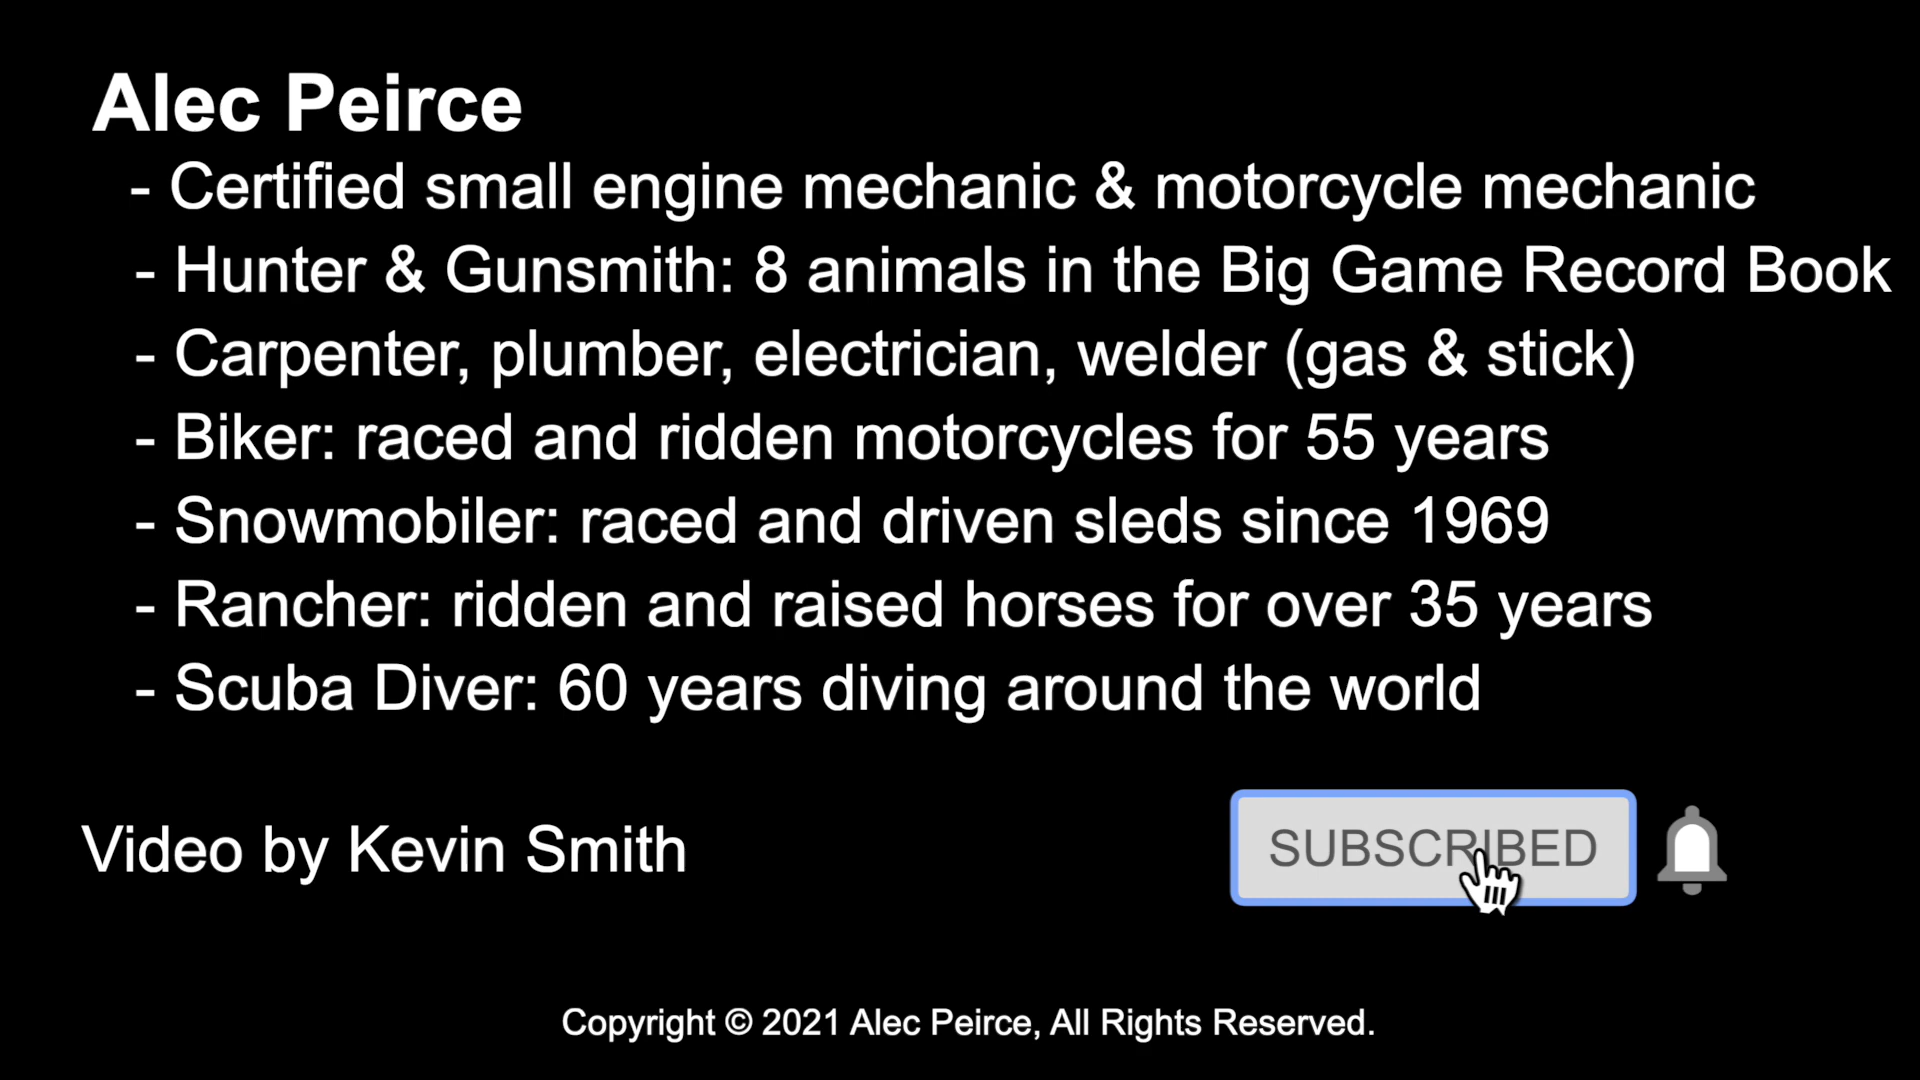 Alec Peirce
- Certified small engine mechanic & motorcycle mechanic
- Hunter & Gunsmith: 8 animals in the Big Game Record Book
- Carpenter, plumber, electrician, welder (gas & stick)
- Biker: raced and ridden motorcycles for 55 years
- Snowmobiler: raced and driven sleds since 1969
- Rancher: ridden and raised horses for over 35 years
- Scuba Diver: 60 years diving around the world
Video by Kevin Smith
SUBSCRIBED
Copyright © 2021 Alec Peirce, All Rights Reserved.